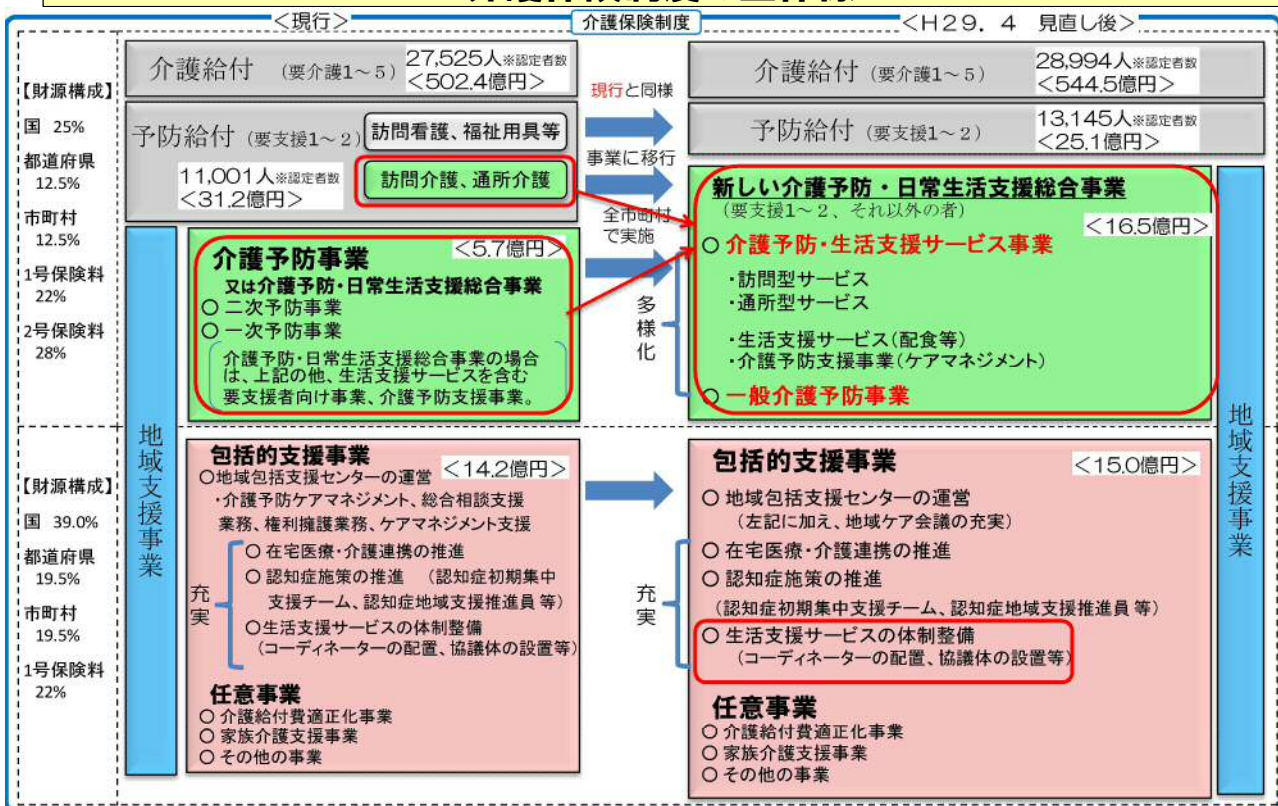 ＜現行＞
介護保険制度
＜H29．4　見直し後＞
【財源構成】
国 25%
都道府県
12.5%
市町村
12.5%
1号保険料
22%
2号保険料
28%
介護給付 （要介護1～5）
27,525人※認定者数
＜502.4億円＞
予防給付（要支援1～2）
訪問看護、福祉用具等
11,001人※認定者数
＜31.2億円＞
訪問介護、通所介護
現行と同様
事業に移行
全市町村
で実施
多
様
化
介護給付（要介護1～5）
28,994人※認定者数
＜544.5億円＞
予防給付（要支援1～2）
13,145人※認定者数
＜25.1億円＞
＜5.7億円＞
介護予防事業
又は介護予防・日常生活支援総合事業
○ 二次予防事業
○ 一次予防事業
介護予防・日常生活支援総合事業の場合
は、上記の他、生活支援サービスを含む
要支援者向け事業、介護予防支援事業。
新しい介護予防・日常生活支援総合事業
（要支援1～2、それ以外の者）
＜16.5億円＞
○ 介護予防・生活支援サービス事業
・訪問型サービス
・通所型サービス
・生活支援サービス（配食等）
・介護予防支援事業（ケアマネジメント）
○ 一般介護予防事業
地域支援事業
【財源構成】
国 39.0%
都道府県
19.5%
市町村
19.5%
1号保険料
22%
包括的支援事業
＜14.2億円＞
○地域包括支援センターの運営
・介護予防ケアマネジメント、総合相談支援
業務、権利擁護業務、ケアマネジメント支援
充
実
○ 在宅医療・介護連携の推進
○ 認知症施策の推進　（認知症初期集中
支援チーム、認知症地域支援推進員 等）
○生活支援サービスの体制整備
（コーディネーターの配置、協議体の設置等）
任意事業
○ 介護給付費適正化事業
○ 家族介護支援事業
○ その他の事業
包括的支援事業
＜15.0億円＞
○ 地域包括支援センターの運営
（左記に加え、地域ケア会議の充実）
充
実
○ 在宅医療・介護連携の推進
○ 認知症施策の推進
（認知症初期集中支援チーム、認知症地域支援推進員 等）
○ 生活支援サービスの体制整備
（コーディネーターの配置、協議体の設置等）
任意事業
○ 介護給付費適正化事業
○ 家族介護支援事業
○ その他の事業
地域支援事業